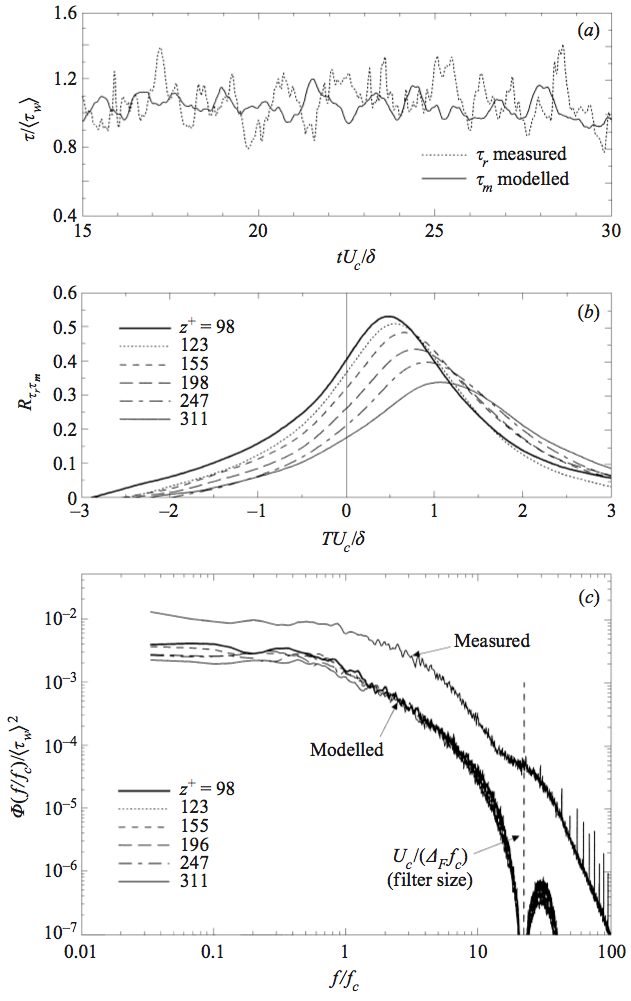 (a)
1.6
1.2
0.8
0.4
τ/⟨τw⟩
τr measured
τm modelled
15 20 25 30
tUc/δ
(b)
0.6
0.5
0.4
0.3
0.2
0.1
0
Rτrτm
z+ = 98
123
155
198
247
311
−3 −2 −1 0 1 2 3
TUc/δ
(c)
10−2
10−3
10−4
10−5
10−6
10−7
Φ(f/fc)/⟨τw⟩2
Measured
Modelled
z+ = 98
123
155
196
247
311
Uc/(ΔF fc)
(filter size)
0.01 0.1 1 10 100
f/fc